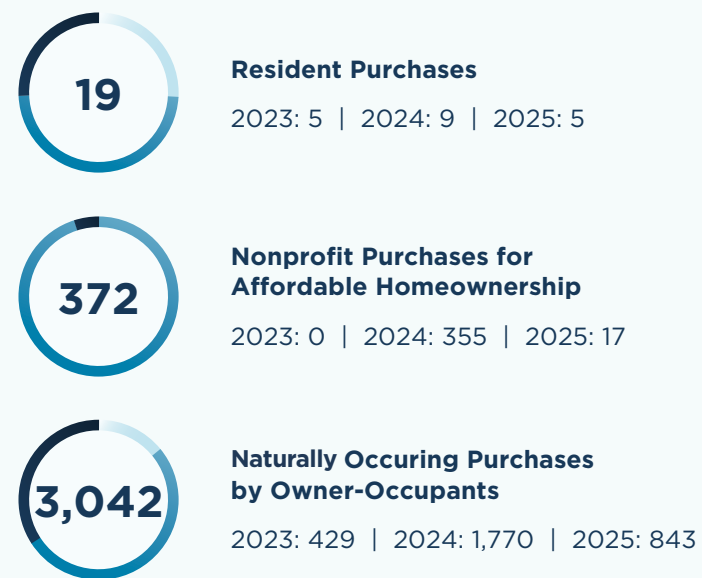 19
Resident Purchases
2023: 5 | 2024: 9 | 2025: 5
372
Nonprofit Purchases for
Affordable Homeownership
2023: 0 | 2024: 355 | 2025: 17
3,042
Naturally Occuring Purchases
by Owner-Occupants
2023: 429 | 2024: 1,770 | 2025: 843